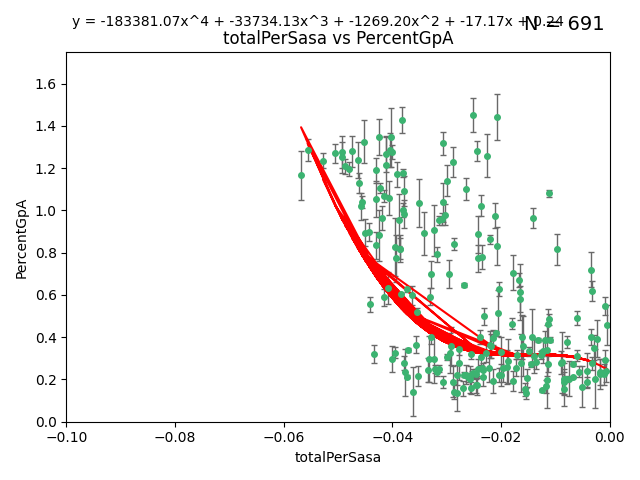 y = -183381.07x^4 + -33734.13x^3 + -1269.20x^2 + -17.17x + 0.24
N = 691
totalPerSasa vs PercentGpA
1.6
1.4
1.2
1.0
0.8
0.6
0.4
0.2
0.0
PercentGpA
−0.10 −0.08 −0.06 −0.04 −0.02 0.00
totalPerSasa